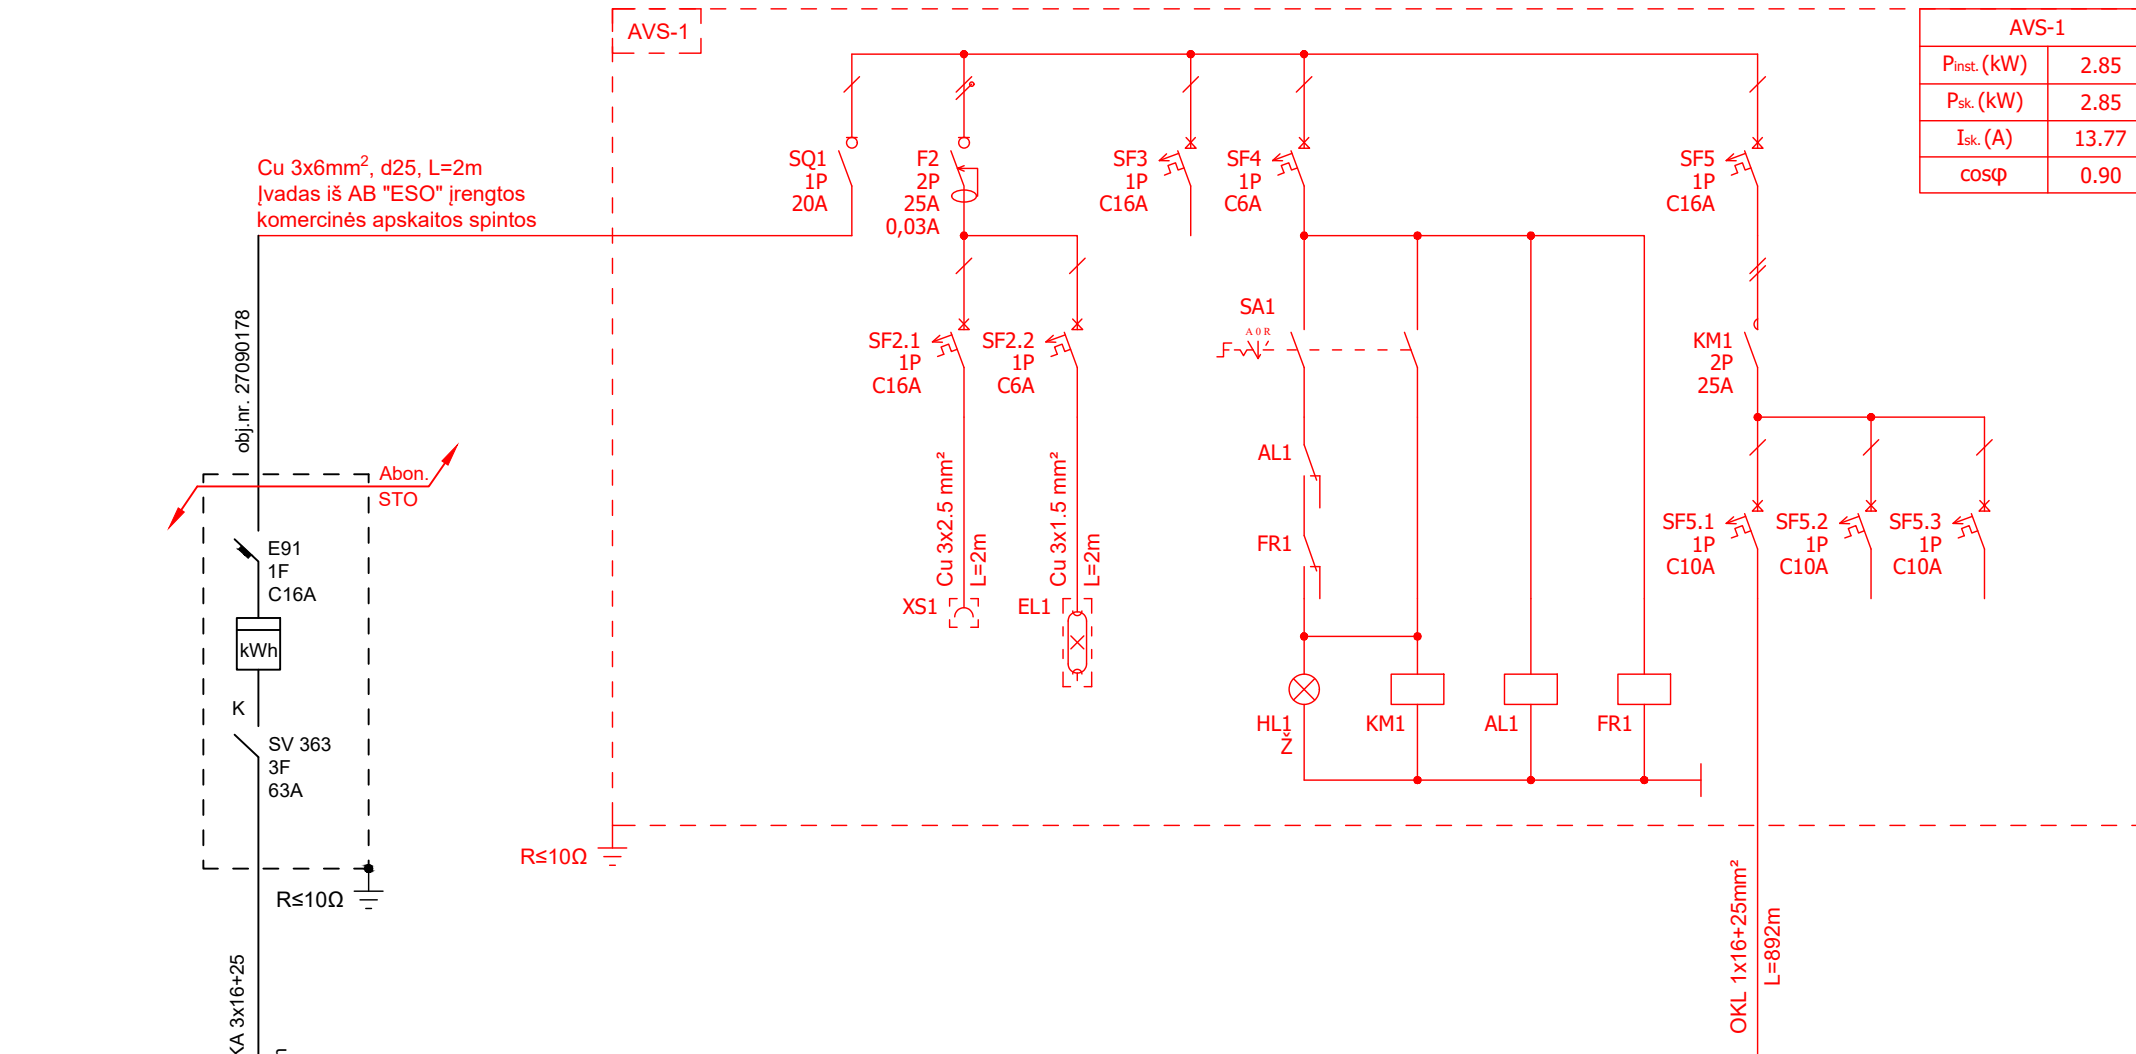 AVS-1
AVS-1
Pinst. (kW) 2.85
Psk. (kW) 2.85
Isk. (A) 13.77
cosφ 0.90
Cu 3x6mm², d25, L=2m
Įvadas iš AB "ESO" įrengtos
komercinės apskaitos spintos
SQ1
1P
20A
F2
2P
25A
0,03A
SF3
1P
C16A
SF4
1P
C6A
SF5
1P
C16A
obj.nr. 27090178
SF2.1
1P
C16A
SF2.2
1P
C6A
SA1
A 0 R
KM1
2P
25A
Abon.
STO
AL1
FR1
Cu 3x2.5 mm²
L=2m
Cu 3x1.5 mm²
L=2m
SF5.1
1P
C10A
SF5.2
1P
C10A
SF5.3
1P
C10A
E91
1F
C16A
kWh
K
SV 363
3F
63A
XS1
EL1
HL1
Ž
KM1
AL1
FR1
R≤10Ω
R≤10Ω
OKL 1x16+25mm²
L=892m
KA 3x16+25